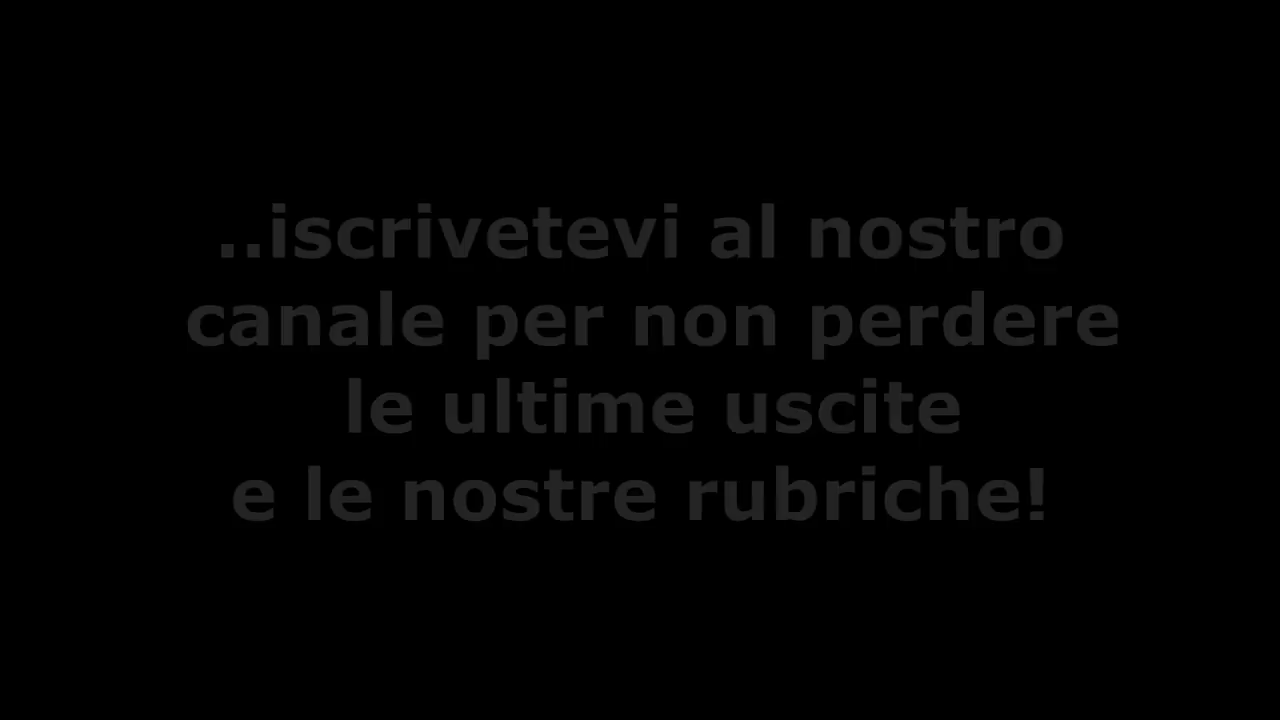 ..iscrivetevi al nostro
canale per non perdere
le ultime uscite
e le nostre rubriche!